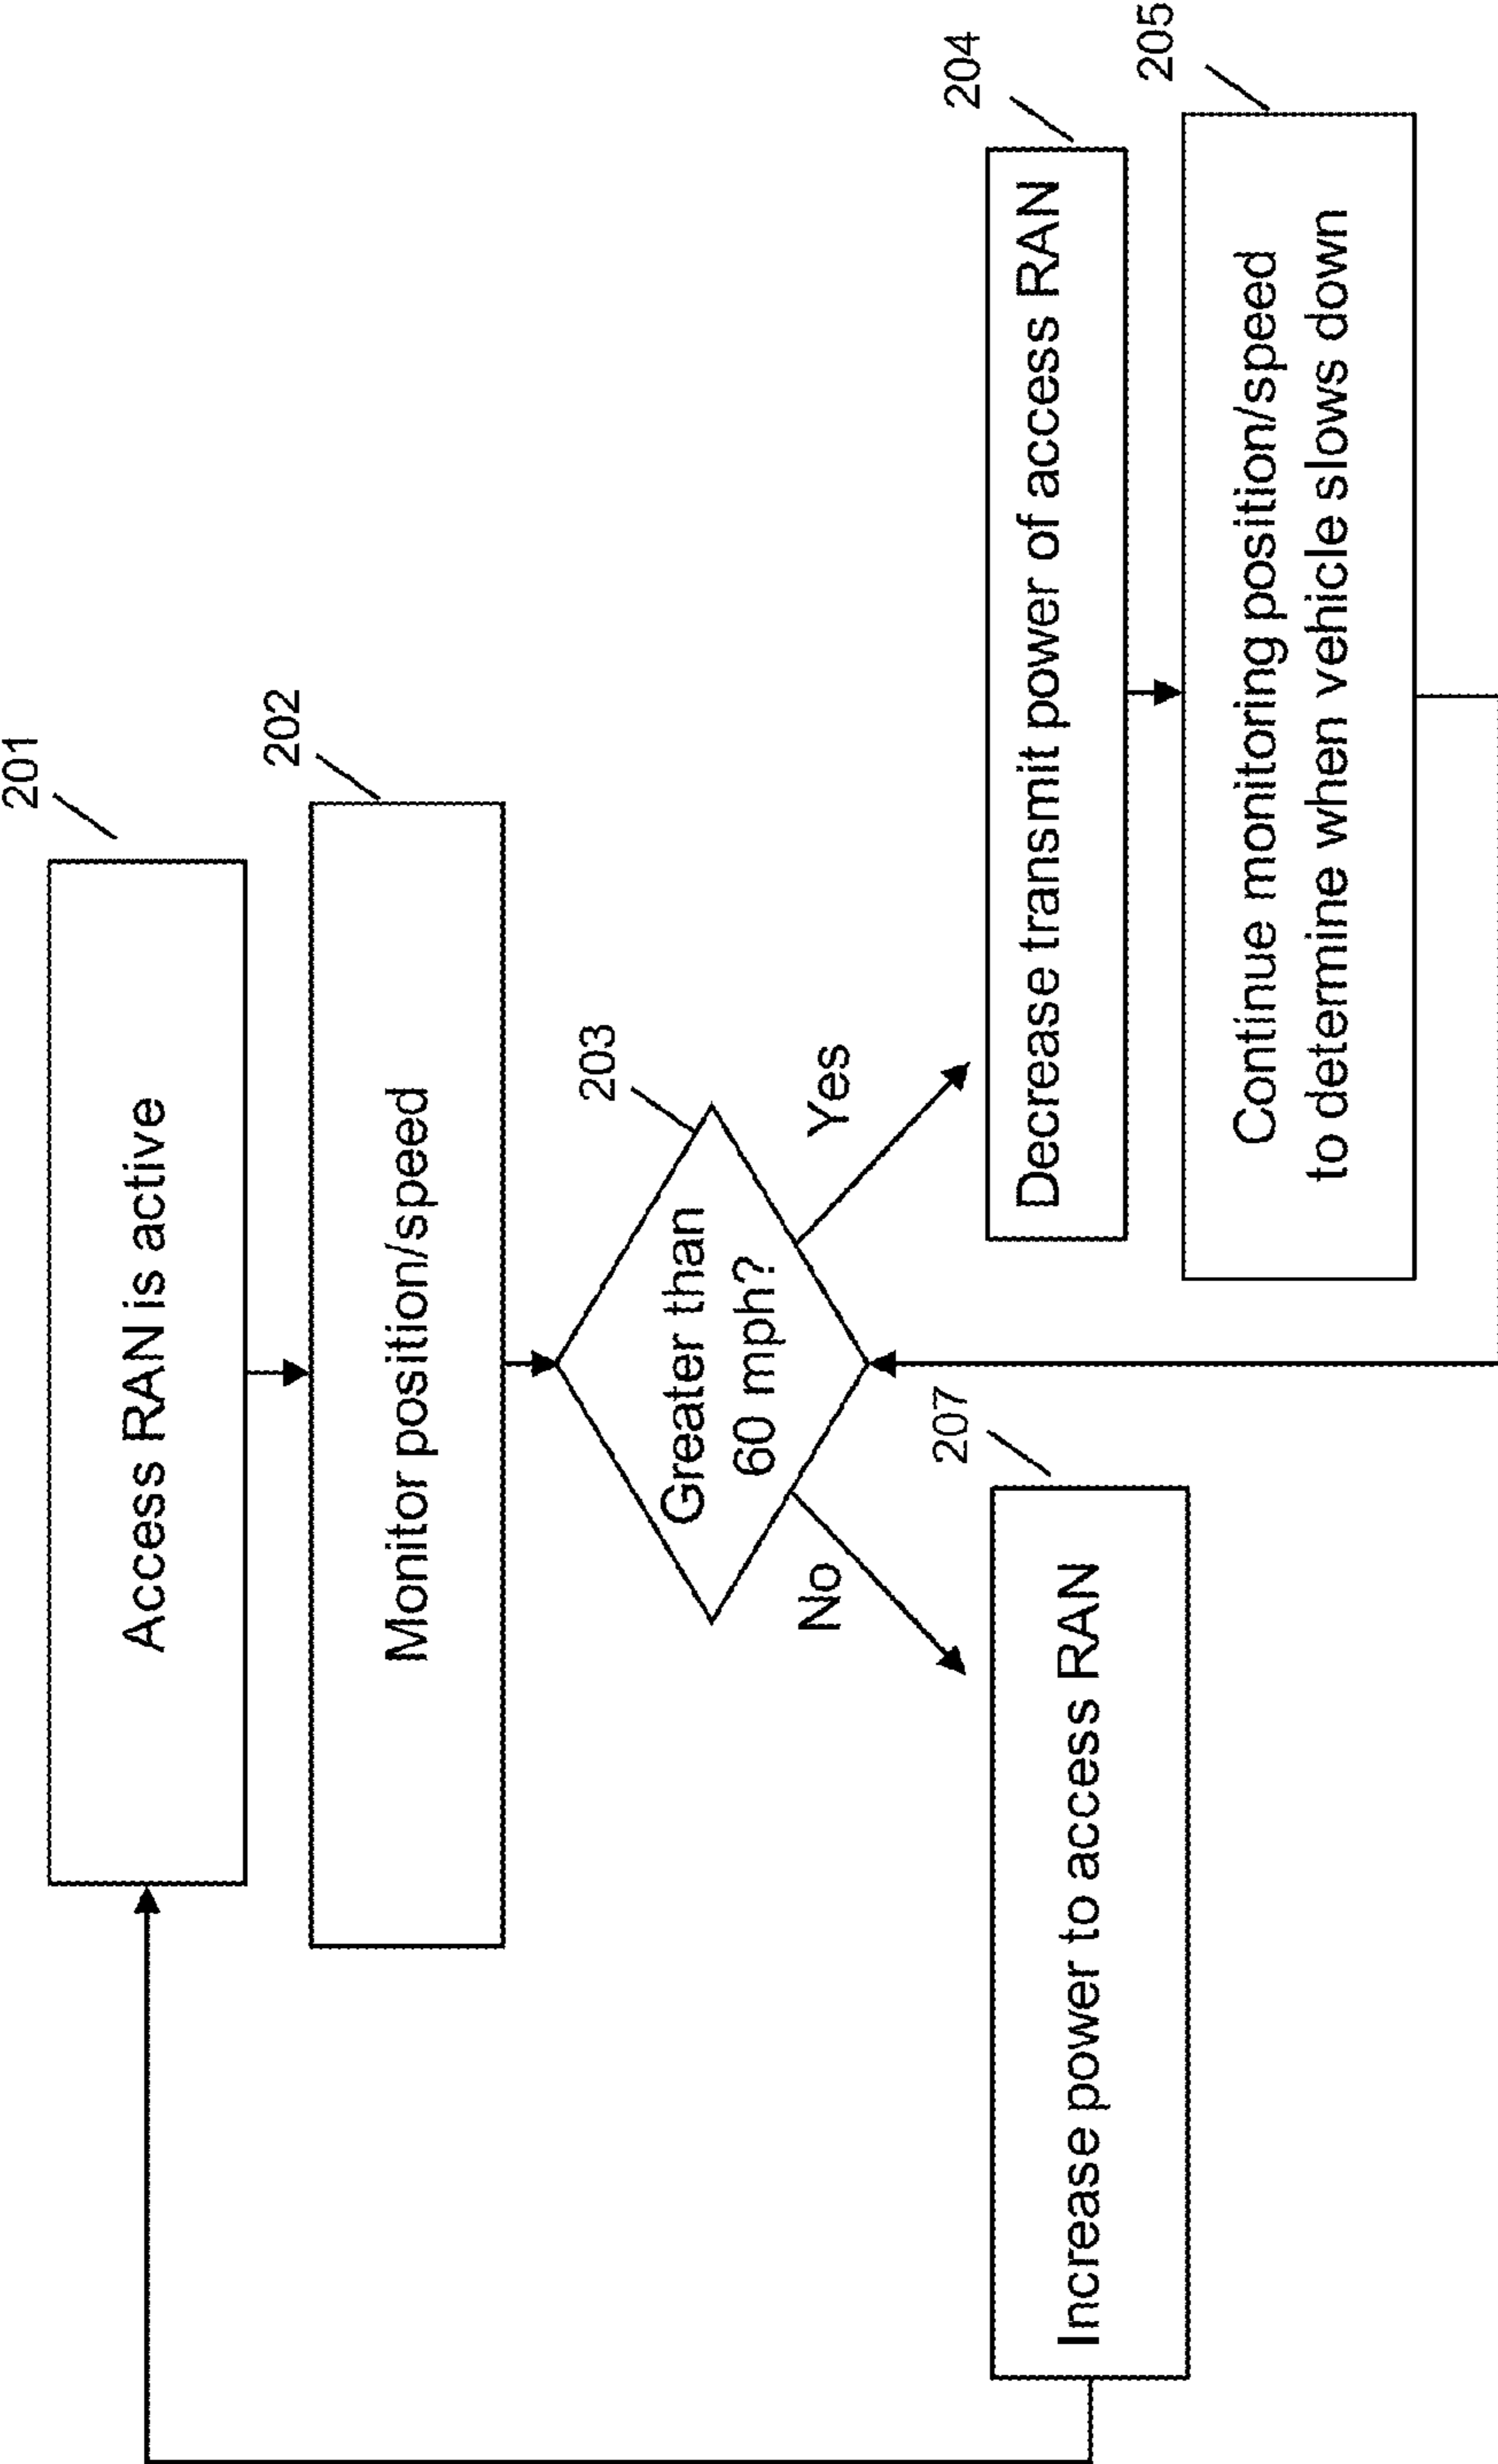 201
Access RAN is active
202
Monitor position/speed
203
Greater than
60 mph?
No
Yes
207
Increase power to access RAN
204
Decrease transmit power of access RAN
205
Continue monitoring position/speed
to determine when vehicle slows down